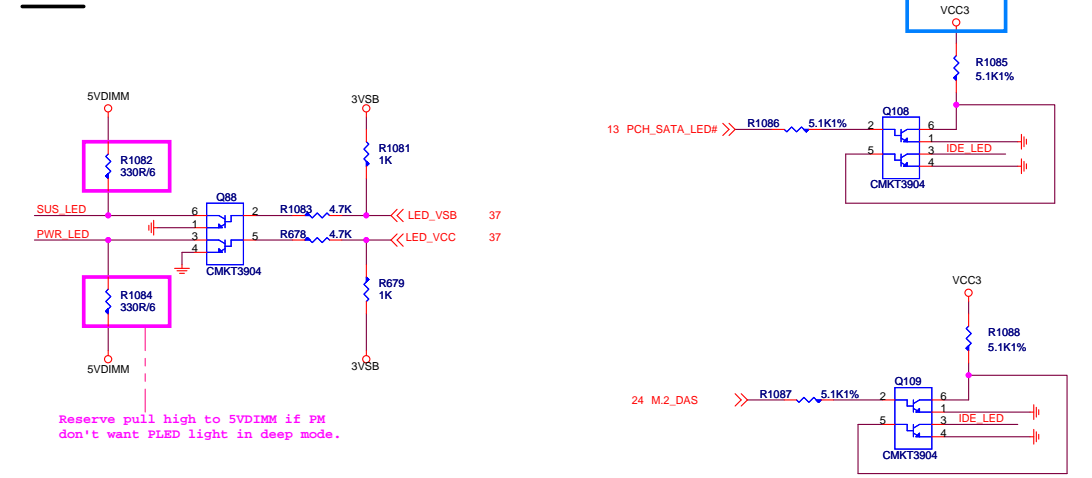 VCC3
R1085
5.1K1%
5VDIMM
3VSB
Q108
13 PCH_SATA_LED#
R1086
5.1K1%
2
6
1
IDE_LED
5
3
4
CMKT3904
R1082
330R/6
R1081
1K
Q88
SUS_LED
6
2
R1083
4.7K
LED_VSB
37
1
PWR_LED
3
5
R678
4.7K
LED_VCC
37
4
CMKT3904
R1084
330R/6
R679
1K
5VDIMM
3VSB
Reserve pull high to 5VDIMM if PM
don't want PLED light in deep mode.
VCC3
R1088
5.1K1%
Q109
24 M.2_DAS
R1087
5.1K1%
2
6
1
IDE_LED
5
3
4
CMKT3904